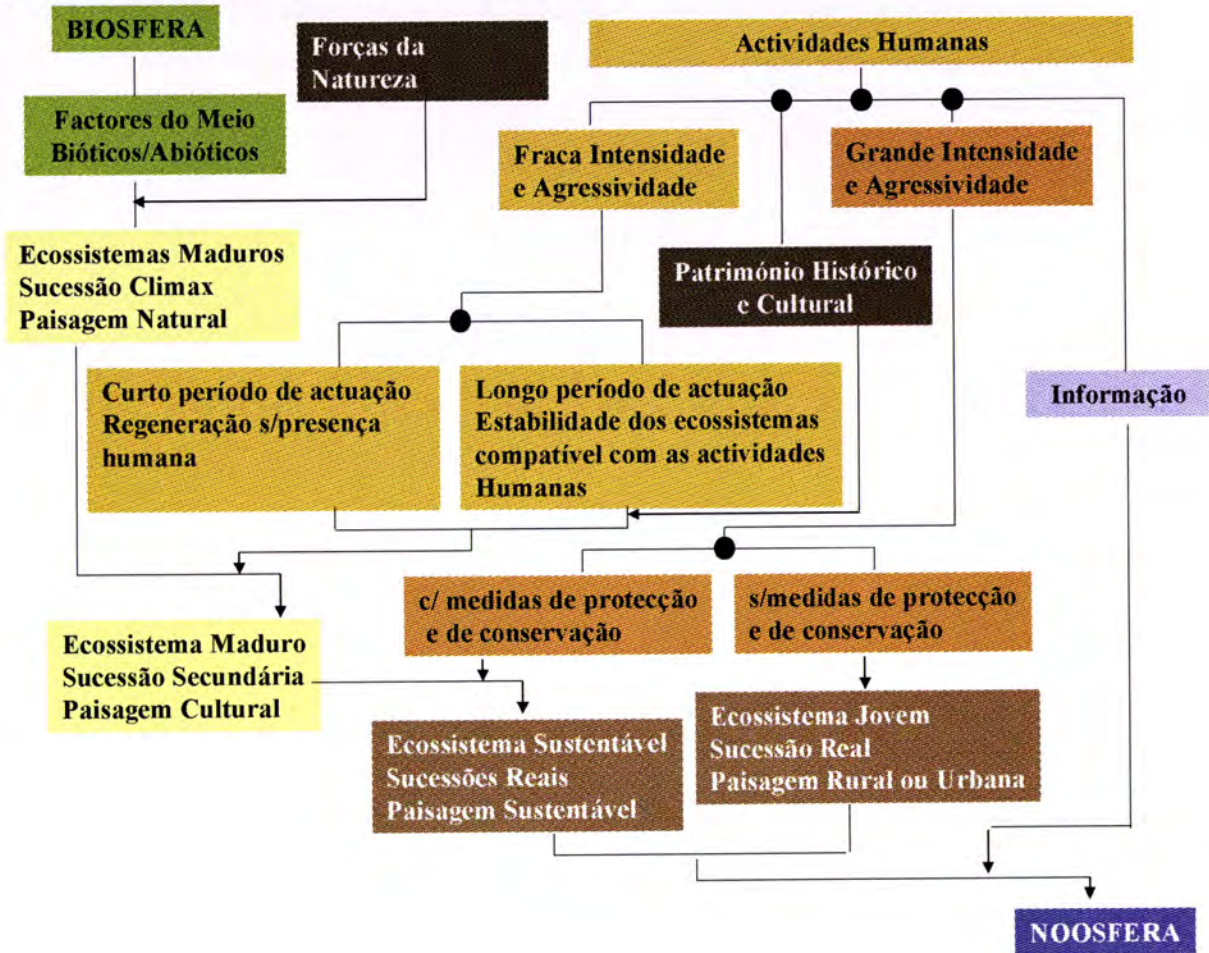 BIOSFERA
Forças da
Natureza
Actividades Humanas
Factores do Meio
Bióticos/Abióticos
Fraca Intensidade
e Agressividade
Grande Intensidade
e Agressividade
Ecossistemas Maduros
Sucessão Climax
Paisagem Natural
Património Histórico
e Cultural
Curto período de actuação
Regeneração s/presença
humana
Longo período de actuação
Estabilidade dos ecossistemas
compatível com as actividades
Humanas
Informação
c/ medidas de protecção
e de conservação
s/medidas de protecção
e de conservação
Ecossistema Maduro
Sucessão Secundária
Paisagem Cultural
Ecossistema Sustentável
Sucessões Reais
Paisagem Sustentável
Ecossistema Jovem
Sucessão Real
Paisagem Rural ou Urbana
NOOSFERA